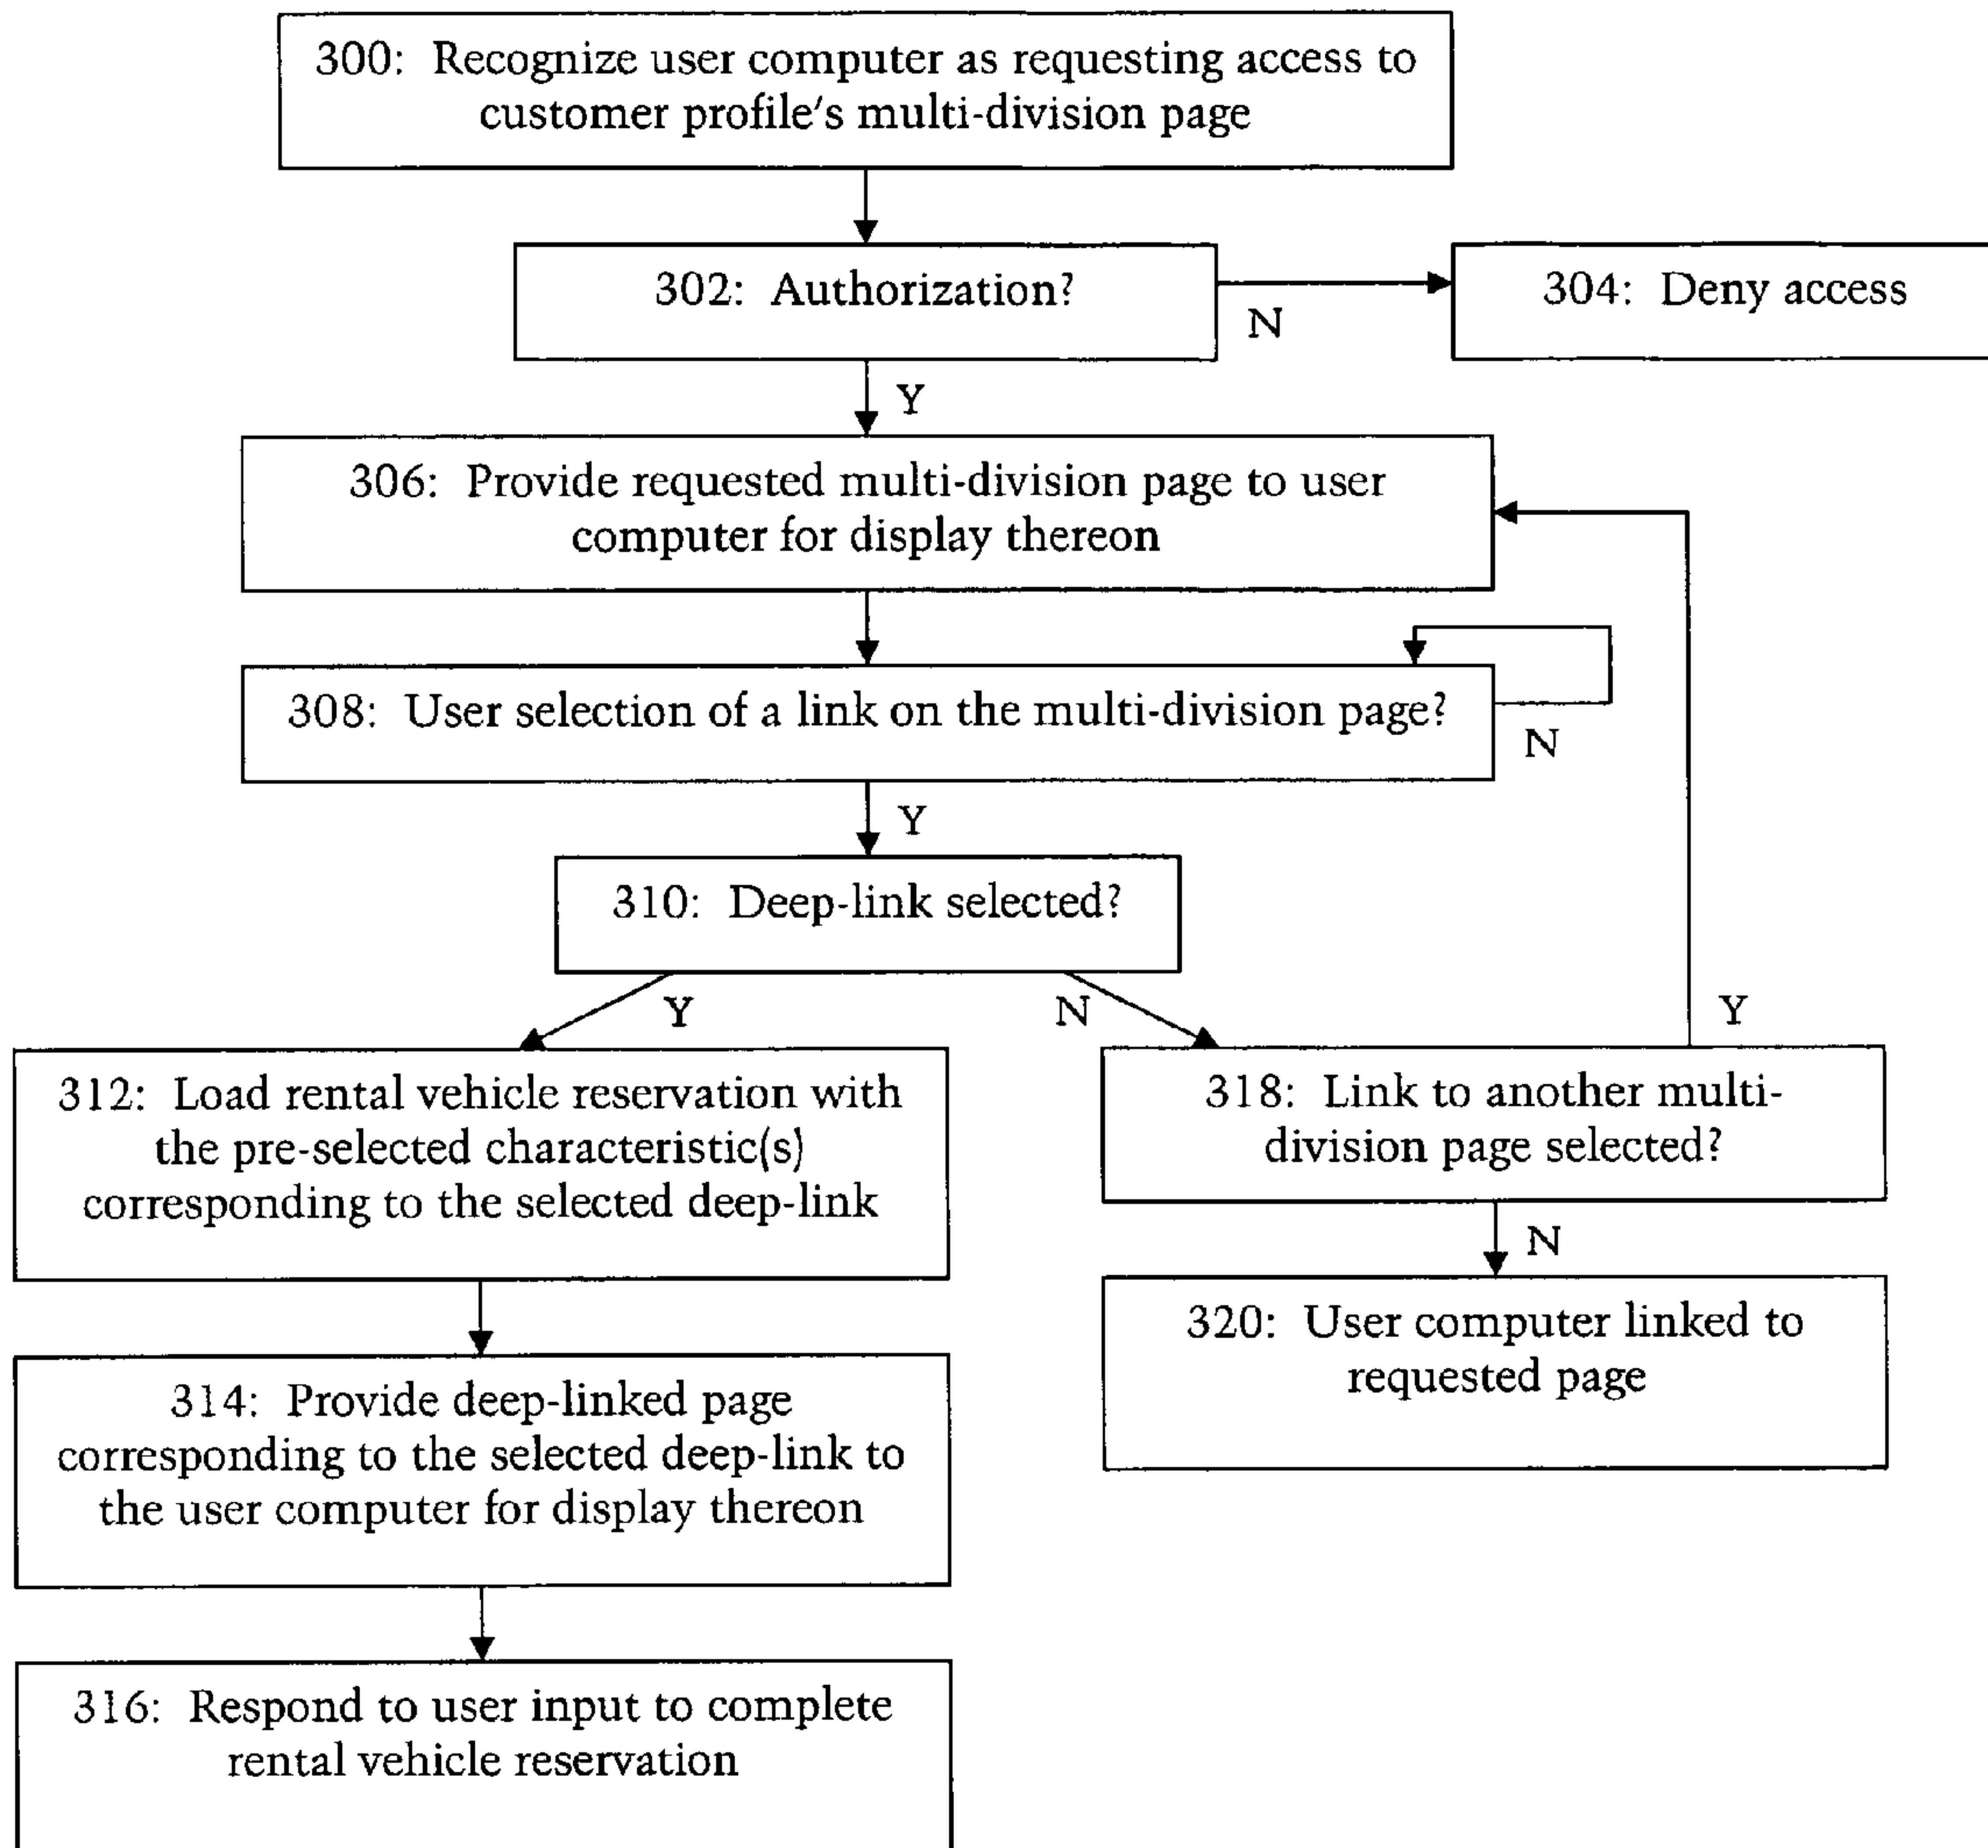 300: Recognize user computer as requesting access to
customer profile's multi-division page
302: Authorization?
N
304: Deny access
Y
306: Provide requested multi-division page to user
computer for display thereon
308: User selection of a link on the multi-division page?
N
Y
310: Deep-link selected?
Y
N
Y
312: Load rental vehicle reservation with
the pre-selected characteristic(s)
corresponding to the selected deep-link
318: Link to another multi-
division page selected?
N
320: User computer linked to
requested page
314: Provide deep-linked page
corresponding to the selected deep-link to
the user computer for display thereon
316: Respond to user input to complete
rental vehicle reservation